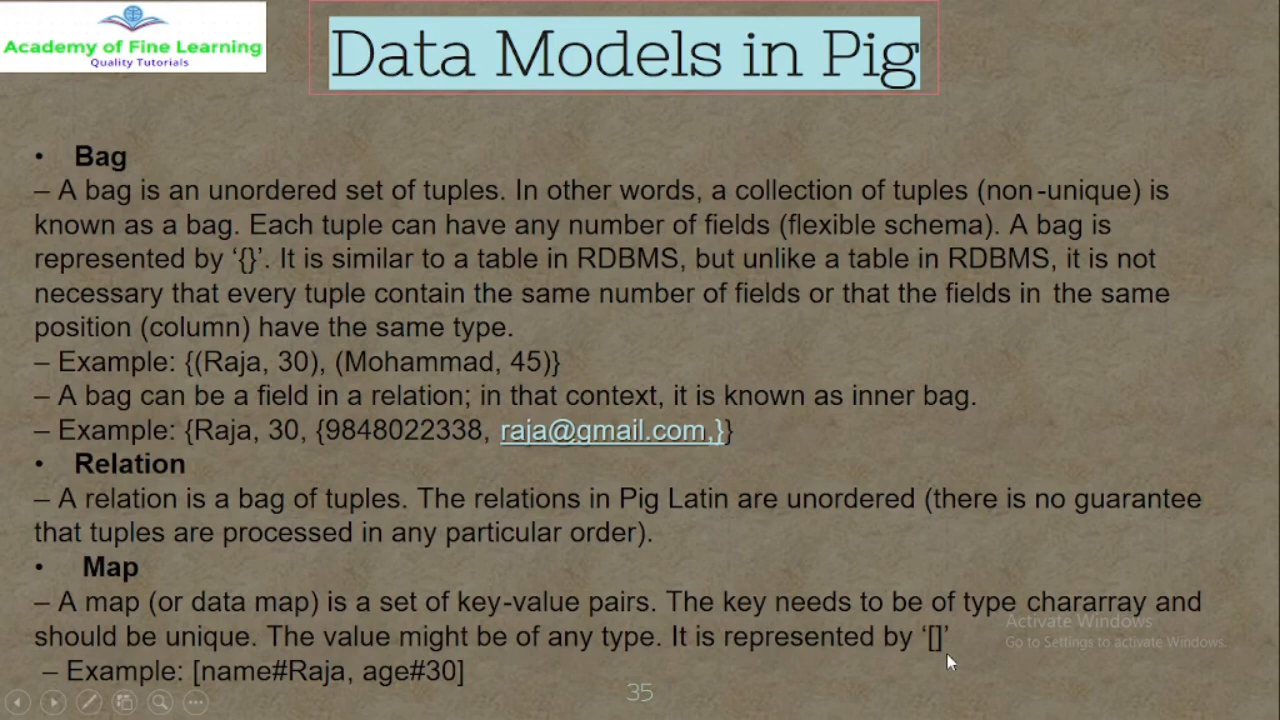 Academy of Fine Learning
Quality Tutorials
Data Models in Pig
• Bag
– A bag is an unordered set of tuples. In other words, a collection of tuples (non-unique) is
known as a bag. Each tuple can have any number of fields (flexible schema). A bag is
represented by ‘{}’. It is similar to a table in RDBMS, but unlike a table in RDBMS, it is not
necessary that every tuple contain the same number of fields or that the fields in the same
position (column) have the same type.
– Example: {(Raja, 30), (Mohammad, 45)}
– A bag can be a field in a relation; in that context, it is known as inner bag.
– Example: {Raja, 30, {9848022338, raja@gmail.com,}}
• Relation
– A relation is a bag of tuples. The relations in Pig Latin are unordered (there is no guarantee
that tuples are processed in any particular order).
• Map
– A map (or data map) is a set of key-value pairs. The key needs to be of type chararray and
should be unique. The value might be of any type. It is represented by ‘[]’
– Example: [name#Raja, age#30]
Activate Windows
Go to Settings to activate Windows.
35